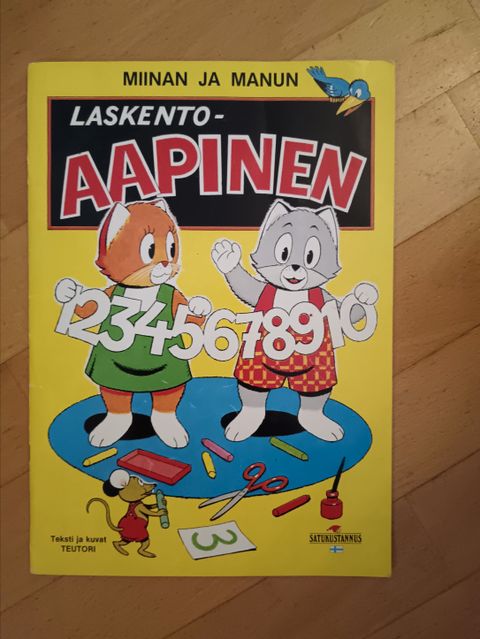 MIINAN JA MANUN
LASKENTO-
AAPINEN
12345678910
3
Teksti ja kuvat
TEUTORI
SATUKUSTANNUS